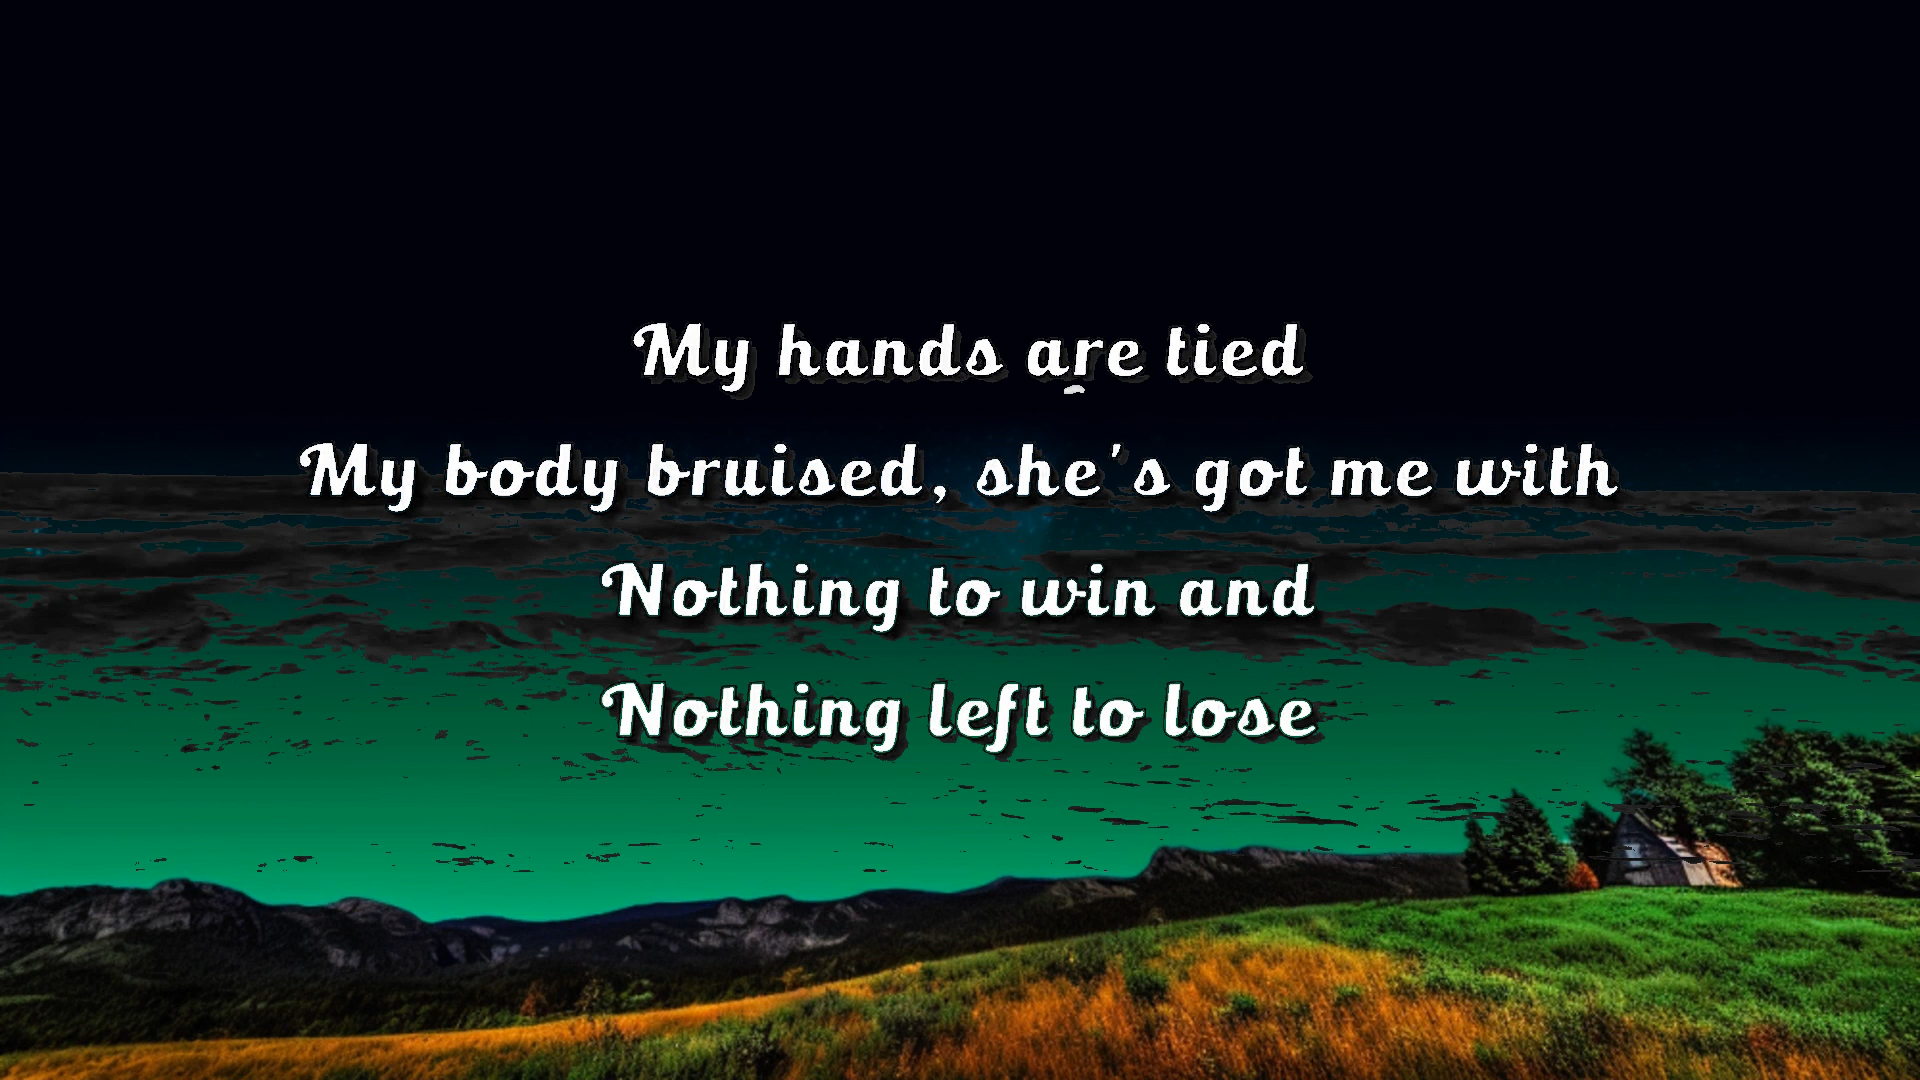 My hands are tied
My body bruised, she's got me with
Nothing to win and
Nothing left to lose